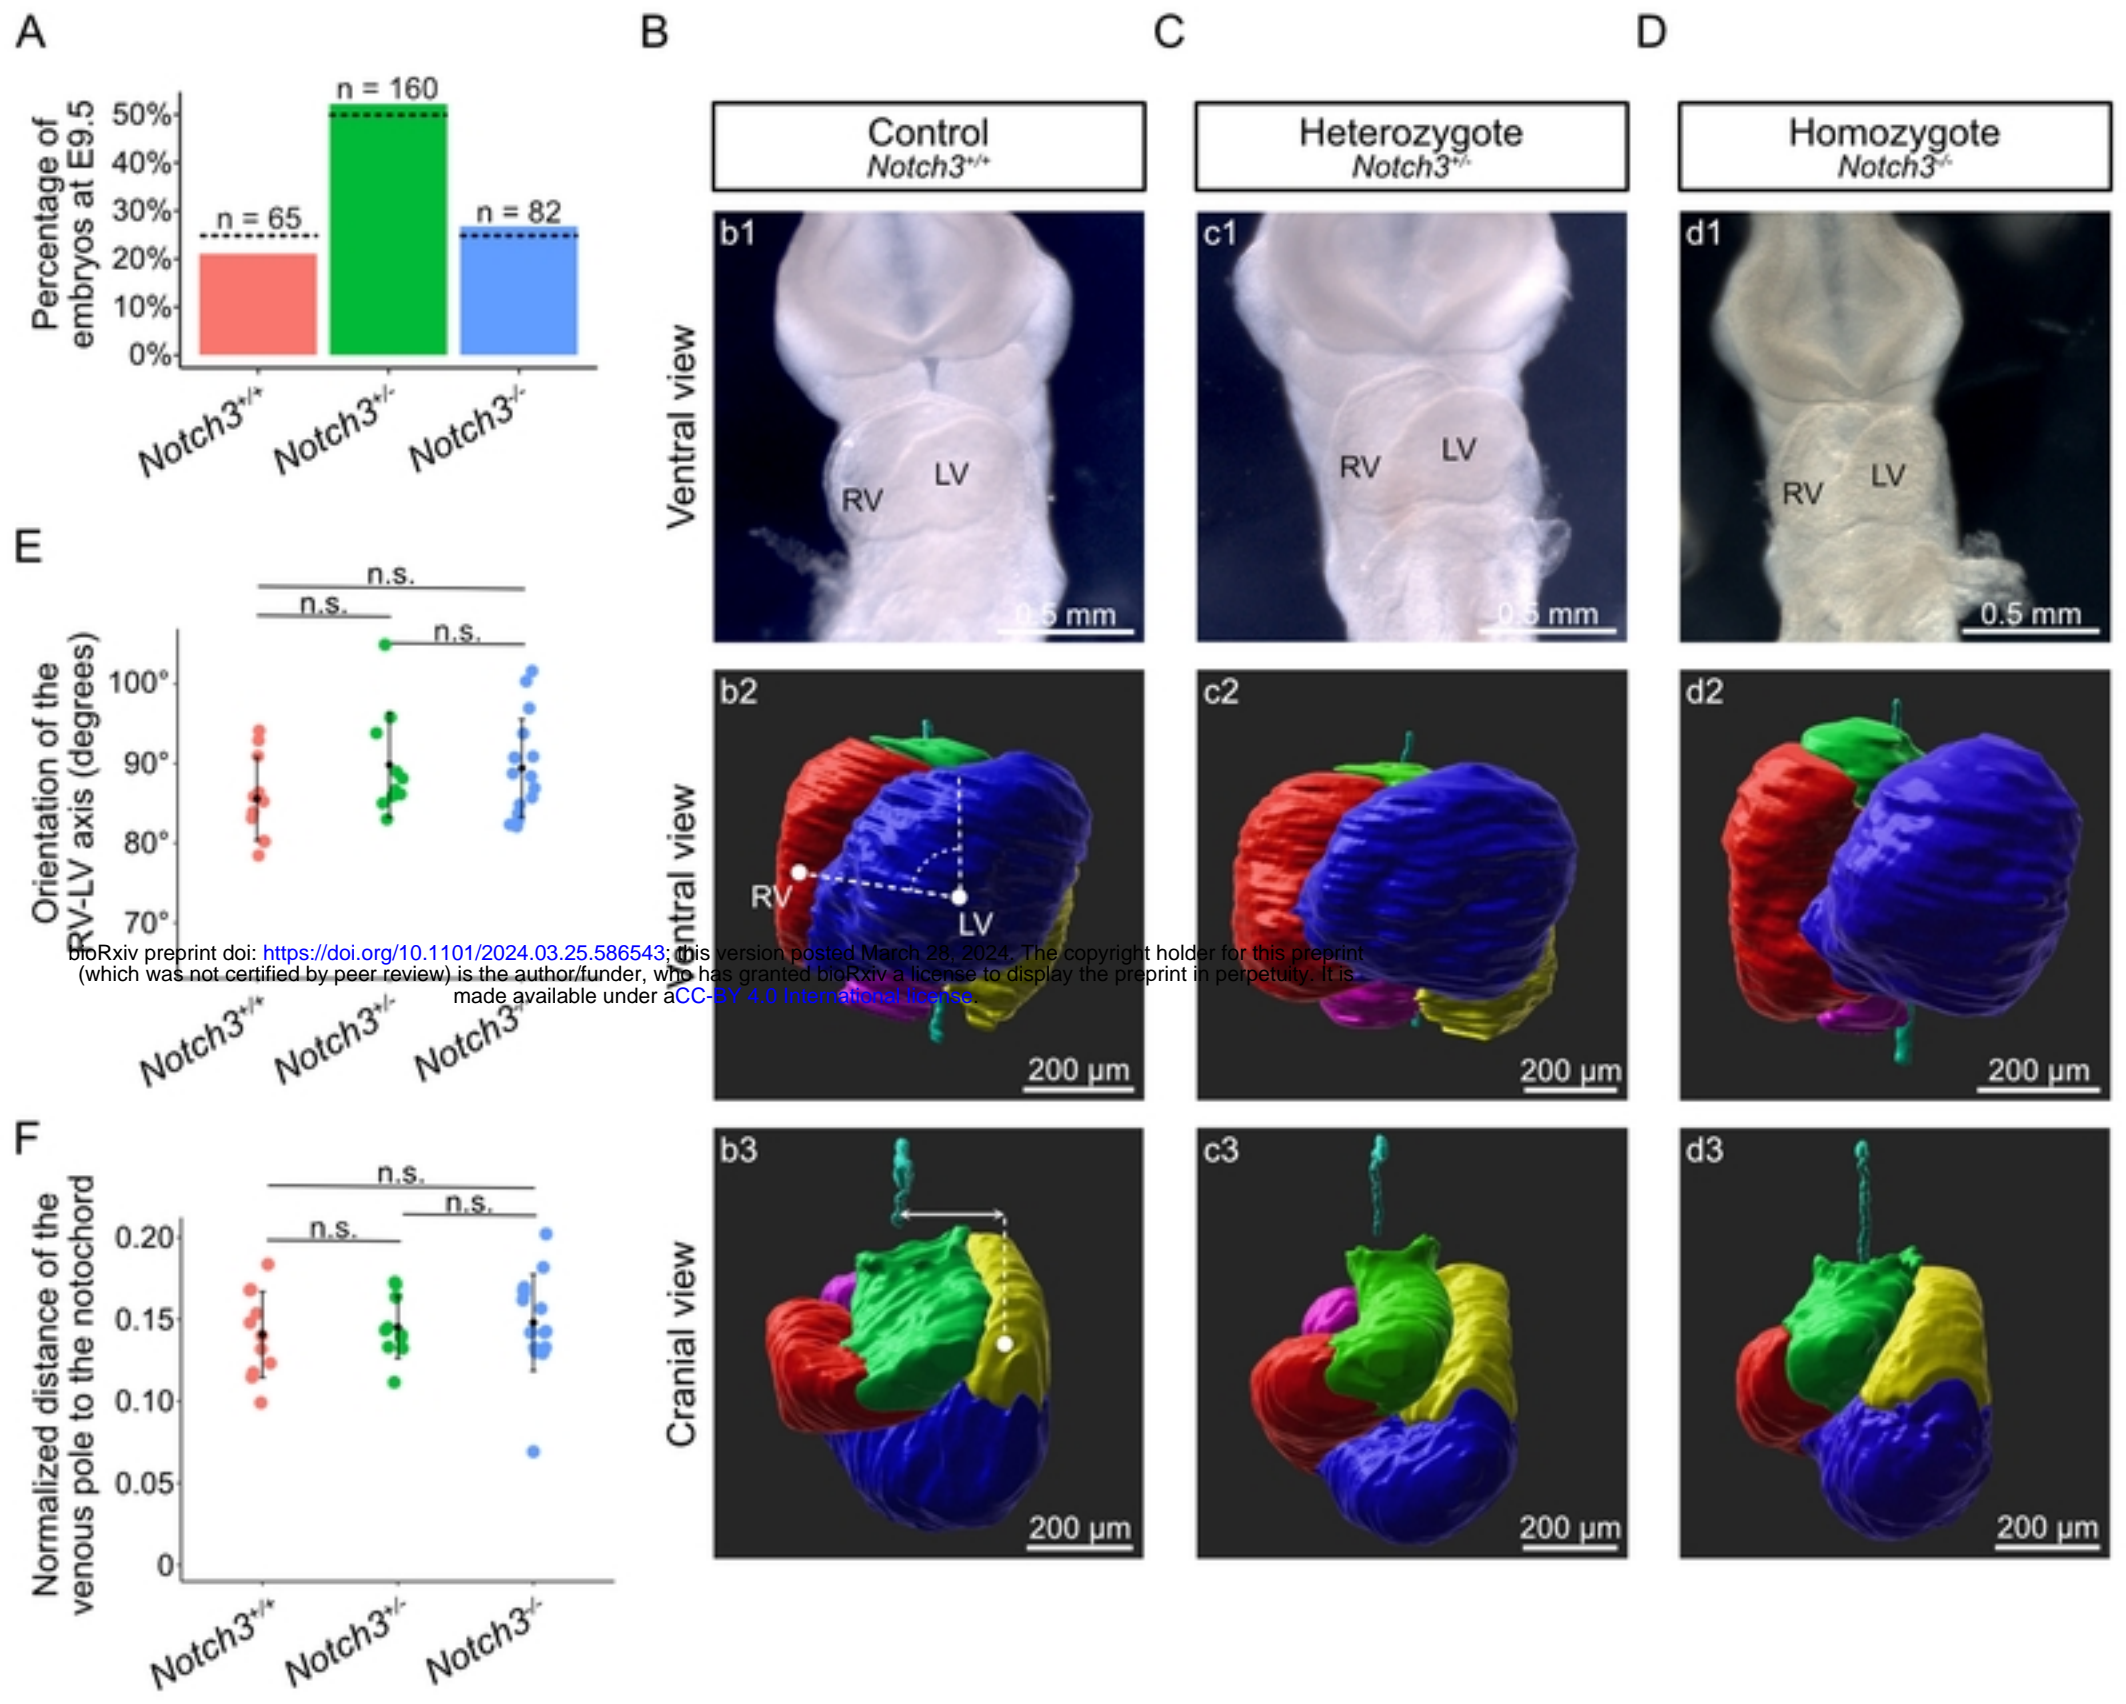 A
Percentage of
embryos at E9.5
50%
40%
30%
20%
10%
0%
n = 65
n = 160
n = 82
Notch3+/+
Notch3+/-
Notch3-/-
B
C
D
Control
Notch3+/+
Heterozygote
Notch3+/-
Homozygote
Notch3-/-
Ventral view
b1
RV
LV
0.5 mm
c1
RV
LV
0.5 mm
d1
RV
LV
0.5 mm
E
Orientation of the
RV-LV axis (degrees)
n.s.
n.s.
n.s.
100°
90°
80°
70°
Notch3+/+
Notch3+/-
Ventral view
b2
RV
LV
200 µm
c2
200 µm
d2
200 µm
bioRxiv preprint doi: https://doi.org/10.1101/2024.03.25.586543; this version posted March 28, 2024. The copyright holder for this preprint
(which was not certified by peer review) is the author/funder, who has granted bioRxiv a license to display the preprint in perpetuity. It is
made available under aCC-BY 4.0 International license.
F
Normalized distance of the
venous pole to the notochord
n.s.
n.s.
n.s.
0.20
0.15
0.10
0.05
0
Notch3+/+
Notch3+/-
Notch3-/-
Cranial view
b3
200 µm
c3
200 µm
d3
200 µm